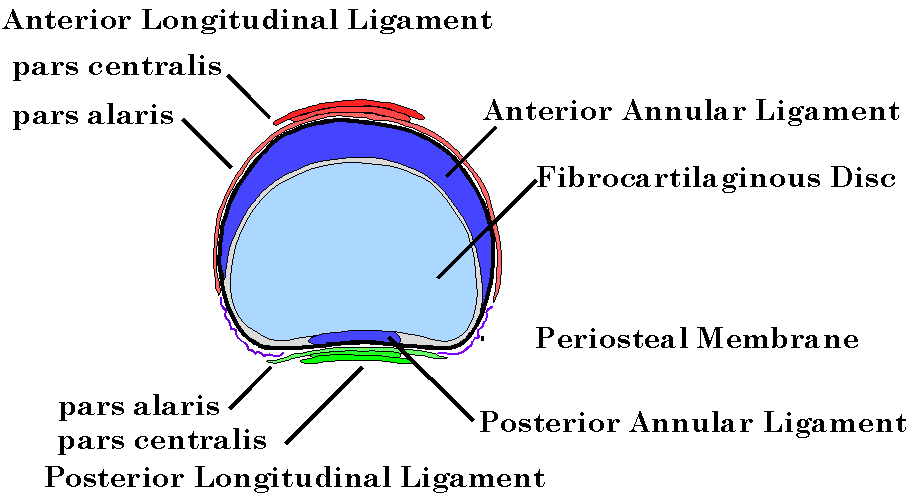 Anterior Longitudinal Ligament
pars centralis
pars alaris
Anterior Annular Ligament
Fibrocartilaginous Disc
Periosteal Membrane
pars alaris
Posterior Annular Ligament
pars centralis
Posterior Longitudinal Ligament